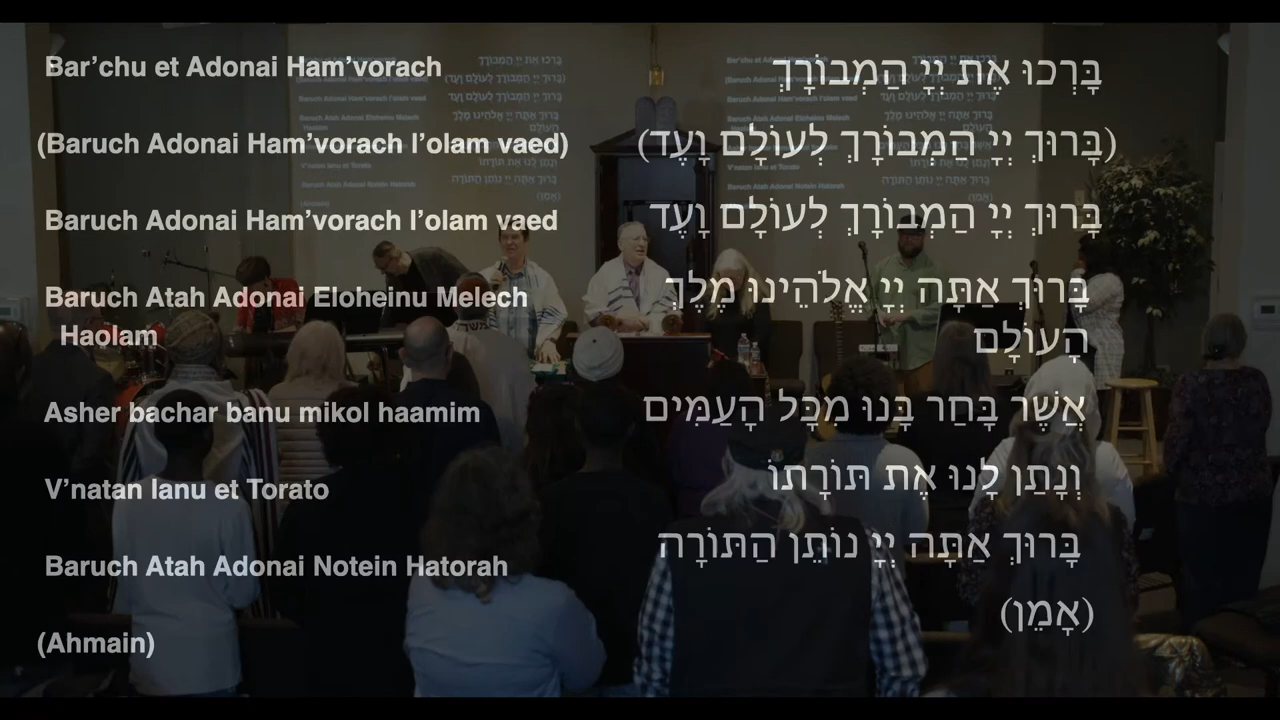 Bar’chu et Adonai Ham’vorach
(Baruch Adonai Ham’vorach l’olam vaed)
Baruch Adonai Ham’vorach l’olam vaed
Baruch Atah Adonai Eloheinu Melech
Haolam
Asher bachar banu mikol haamim
V’natan lanu et Torato
Baruch Atah Adonai Notein Hatorah
(Ahmain)
בָּרְכוּ אֶת יְיָ הַמְבוֹרָךְ
(בָּרוּךְ יְיָ הַמְבוֹרָךְ לְעוֹלָם וָעֶד)
בָּרוּךְ יְיָ הַמְבוֹרָךְ לְעוֹלָם וָעֶד
בָּרוּךְ אַתָּה יְיָ אֱלֹהֵינוּ מֶלֶךְ
הָעוֹלָם
אֲשֶׁר בָּחַר בָּנוּ מִכָּל הָעַמִּים
וְנָתַן לָנוּ אֶת תּוֹרָתוֹ
בָּרוּךְ אַתָּה יְיָ נוֹתֵן הַתּוֹרָה
(אָמֵן)